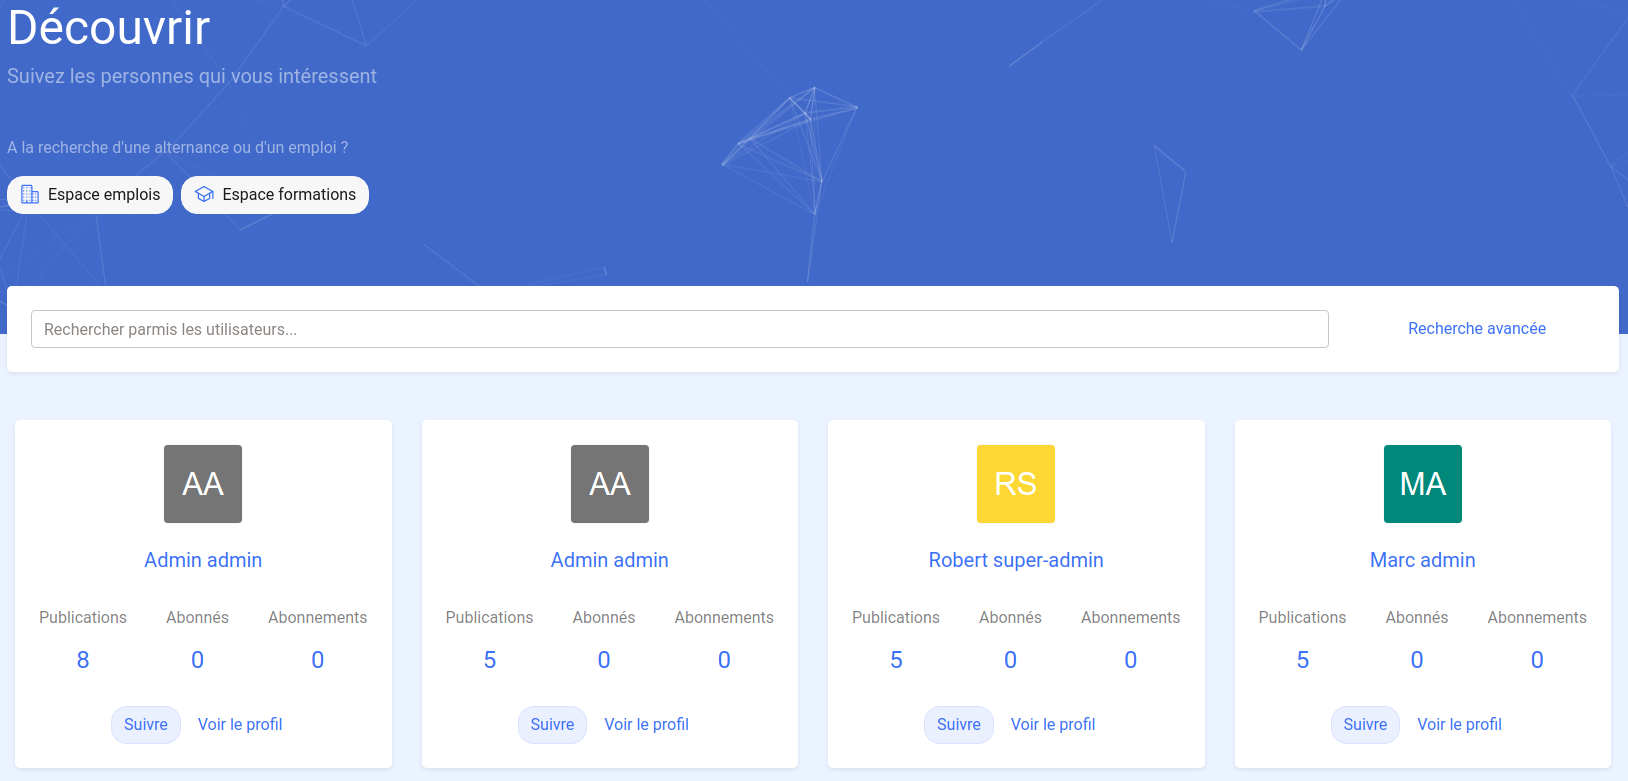 Découvrir
Suivez les personnes qui vous intéressent
A la recherche d'une alternance ou d'un emploi ?
Espace emplois Espace formations
Rechercher parmis les utilisateurs... Recherche avancée
AA AA RS MA
Admin admin Admin admin Robert super-admin Marc admin
Publications Abonnés Abonnements Publications Abonnés Abonnements Publications Abonnés Abonnements Publications Abonnés Abonnements
8 0 0 5 0 0 5 0 0 5 0 0
Suivre Voir le profil Suivre Voir le profil Suivre Voir le profil Suivre Voir le profil